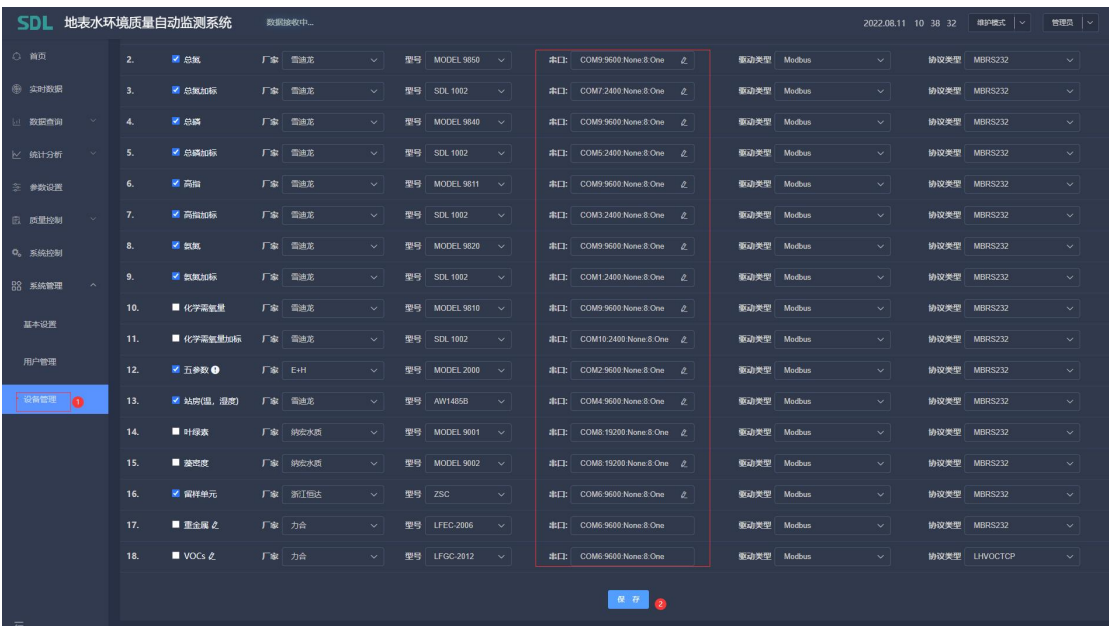 SDL 地表水环境质量自动监测系统 数据接收中... 2022.08.11 10 38 32 维护模式 管理员
首页
实时数据
数据查询
统计分析
参数设置
质量控制
系统控制
系统管理
基本设置
用户管理
设备管理 1
2. 总氮 厂家 雪迪龙 型号 MODEL 9850 串口: COM9:9600:None:8:One 驱动类型 Modbus 协议类型 MBRS232
3. 总氮加标 厂家 雪迪龙 型号 SDL 1002 串口: COM7:2400:None:8:One 驱动类型 Modbus 协议类型 MBRS232
4. 总磷 厂家 雪迪龙 型号 MODEL 9840 串口: COM9:9600:None:8:One 驱动类型 Modbus 协议类型 MBRS232
5. 总磷加标 厂家 雪迪龙 型号 SDL 1002 串口: COM5:2400:None:8:One 驱动类型 Modbus 协议类型 MBRS232
6. 高指 厂家 雪迪龙 型号 MODEL 9811 串口: COM9:9600:None:8:One 驱动类型 Modbus 协议类型 MBRS232
7. 高指加标 厂家 雪迪龙 型号 SDL 1002 串口: COM3:2400:None:8:One 驱动类型 Modbus 协议类型 MBRS232
8. 氨氮 厂家 雪迪龙 型号 MODEL 9820 串口: COM9:9600:None:8:One 驱动类型 Modbus 协议类型 MBRS232
9. 氨氮加标 厂家 雪迪龙 型号 SDL 1002 串口: COM1:2400:None:8:One 驱动类型 Modbus 协议类型 MBRS232
10. 化学需氧量 厂家 雪迪龙 型号 MODEL 9810 串口: COM9:9600:None:8:One 驱动类型 Modbus 协议类型 MBRS232
11. 化学需氧量加标 厂家 雪迪龙 型号 SDL 1002 串口: COM10:2400:None:8:One 驱动类型 Modbus 协议类型 MBRS232
12. 五参数 厂家 E+H 型号 MODEL 2000 串口: COM2:9600:None:8:One 驱动类型 Modbus 协议类型 MBRS232
13. 站房(温，湿度) 厂家 雪迪龙 型号 AW1485B 串口: COM4:9600:None:8:One 驱动类型 Modbus 协议类型 MBRS232
14. 叶绿素 厂家 纳宏水质 型号 MODEL 9001 串口: COM8:19200:None:8:One 驱动类型 Modbus 协议类型 MBRS232
15. 藻密度 厂家 纳宏水质 型号 MODEL 9002 串口: COM8:19200:None:8:One 驱动类型 Modbus 协议类型 MBRS232
16. 留样单元 厂家 浙江恒达 型号 ZSC 串口: COM6:9600:None:8:One 驱动类型 Modbus 协议类型 MBRS232
17. 重金属 厂家 力合 型号 LFEC-2006 串口: COM6:9600:None:8:One 驱动类型 Modbus 协议类型 MBRS232
18. VOCs 厂家 力合 型号 LFGC-2012 串口: COM6:9600:None:8:One 驱动类型 Modbus 协议类型 LHVOCTCP
保 存 2